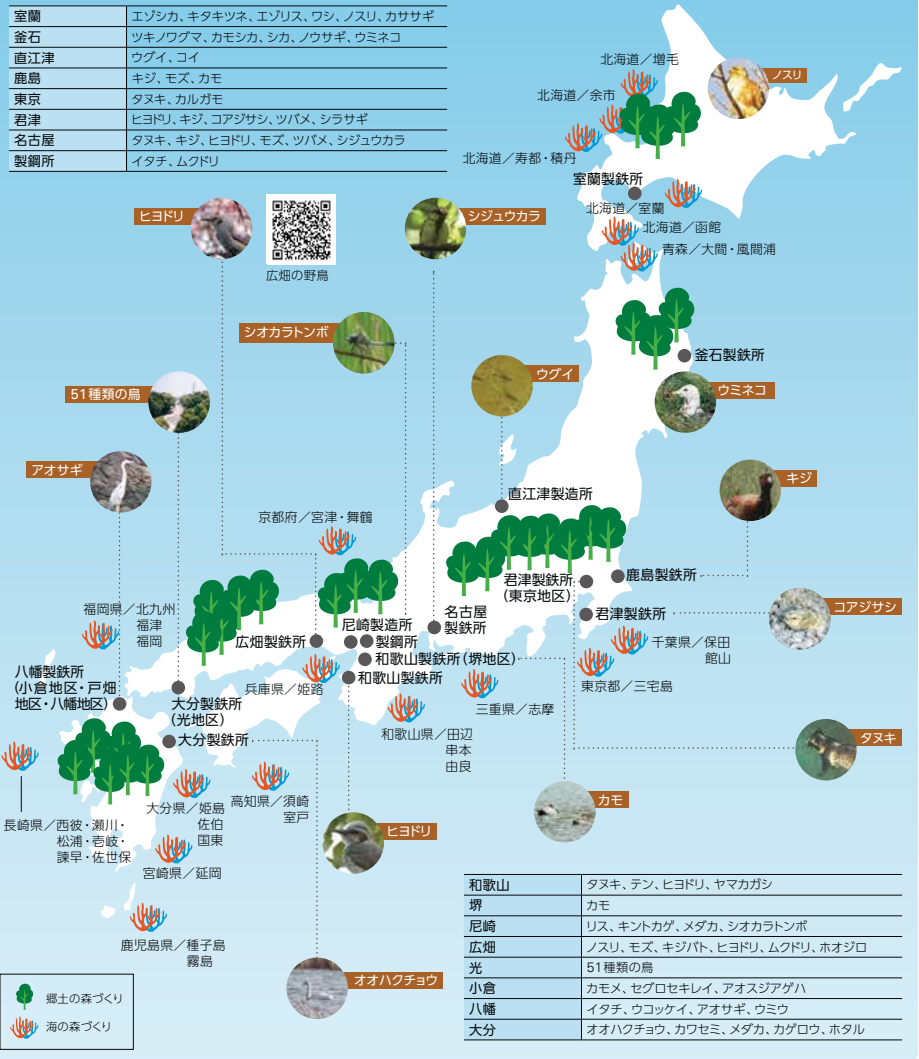 室蘭 エゾシカ、キタキツネ、エゾリス、ワシ、ノスリ、カササギ
釜石 ツキノワグマ、カモシカ、シカ、ノウサギ、ウミネコ
直江津 ウグイ、コイ
鹿島 キジ、モズ、カモ
東京 タヌキ、カルガモ
君津 ヒヨドリ、キジ、コアジサシ、ツバメ、シラサギ
名古屋 タヌキ、キジ、ヒヨドリ、モズ、ツバメ、シジュウカラ
製鋼所 イタチ、ムクドリ
北海道／増毛
ノスリ
北海道／余市
北海道／寿都・積丹
室蘭製鉄所
北海道／室蘭
北海道／函館
青森／大間・風間浦
ヒヨドリ
広畑の野鳥
シジュウカラ
シオカラトンボ
釜石製鉄所
ウグイ
ウミネコ
51種類の鳥
アオサギ
キジ
直江津製造所
京都府／宮津・舞鶴
君津製鉄所
（東京地区）
鹿島製鉄所
福岡県／北九州
福津
福岡
尼崎製造所
名古屋
製鉄所
君津製鉄所
コアジサシ
広畑製鉄所
製鋼所
千葉県／保田
館山
和歌山製鉄所（堺地区）
和歌山製鉄所
八幡製鉄所
（小倉地区・戸畑
地区・八幡地区）
兵庫県／姫路
東京都／三宅島
大分製鉄所
（光地区）
三重県／志摩
大分製鉄所
和歌山県／田辺
串本
由良
タヌキ
長崎県／西彼・瀬川・
松浦・壱岐・
諫早・佐世保
大分県／姫島
佐伯
国東
高知県／須崎
室戸
カモ
ヒヨドリ
宮崎県／延岡
鹿児島県／種子島
霧島
オオハクチョウ
郷土の森づくり
海の森づくり
和歌山 タヌキ、テン、ヒヨドリ、ヤマカガシ
堺 カモ
尼崎 リス、キントカゲ、メダカ、シオカラトンボ
広畑 ノスリ、モズ、キジバト、ヒヨドリ、ムクドリ、ホオジロ
光 51種類の鳥
小倉 カモメ、セグロセキレイ、アオスジアゲハ
八幡 イタチ、ウコッケイ、アオサギ、ウミウ
大分 オオハクチョウ、カワセミ、メダカ、カゲロウ、ホタル